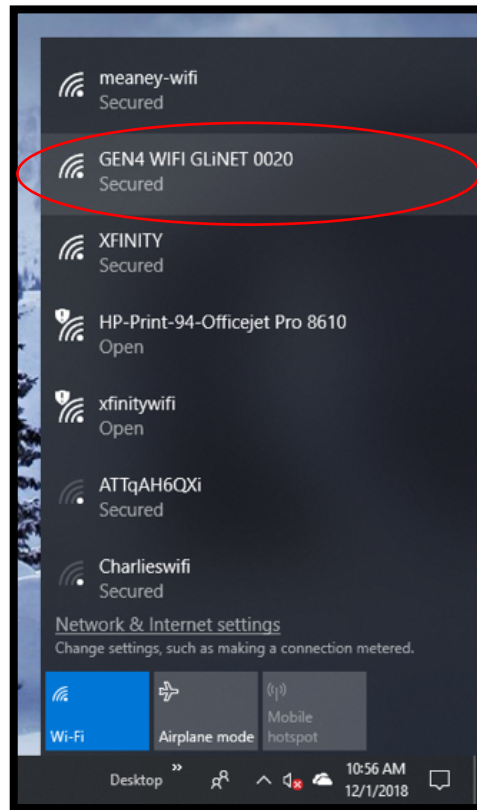 meaney-wifi
Secured
GEN4 WIFI GLiNET 0020
Secured
XFINITY
Secured
HP-Print-94-Officejet Pro 8610
Open
xfinitywifi
Open
ATTqAH6QXi
Secured
Charlieswifi
Secured
Network & Internet settings
Change settings, such as making a connection metered.
Wi-Fi
Airplane mode
Mobile
hotspot
Desktop
10:56 AM
12/1/2018